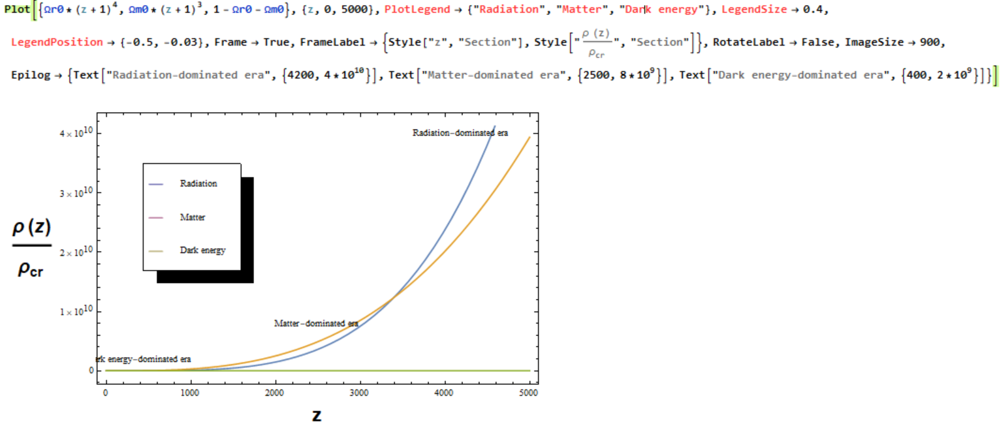 Plot[{Ωr0*(z+1)^4, Ωm0*(z+1)^3, 1-Ωr0-Ωm0}, {z, 0, 5000}, PlotLegend → {"Radiation", "Matter", "Dark energy"}, LegendSize → 0.4,
LegendPosition → {-0.5, -0.03}, Frame → True, FrameLabel → {Style["z", "Section"], Style["ρ (z)/ρcr", "Section"]}, RotateLabel → False, ImageSize → 900,
Epilog → {Text["Radiation-dominated era", {4200, 4*10^10}], Text["Matter-dominated era", {2500, 8*10^9}], Text["Dark energy-dominated era", {400, 2*10^9}]}]
4×10^10
Radiation-dominated era
Radiation
3×10^10
Matter
ρ (z)
2×10^10
Dark energy
ρcr
1×10^10
Matter-dominated era
rk energy-dominated era
0
0 1000 2000 3000 4000 5000
z